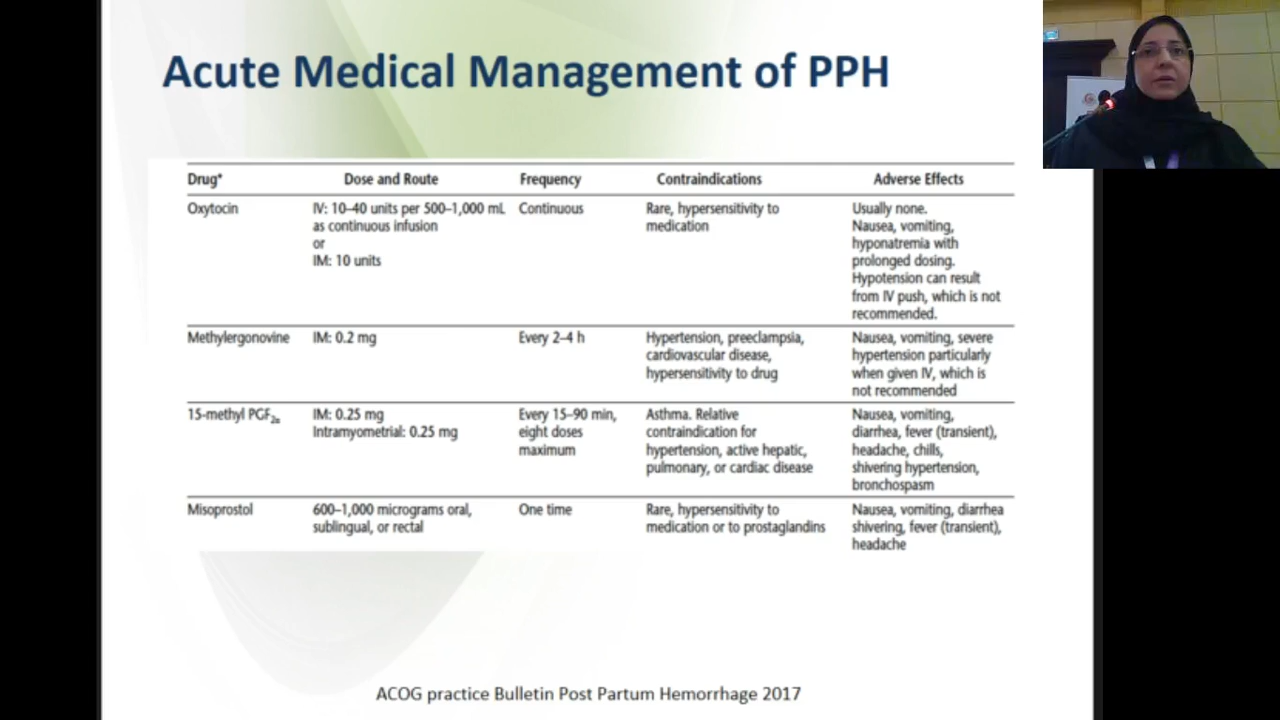 Acute Medical Management of PPH
Drug* Dose and Route Frequency Contraindications Adverse Effects
Oxytocin IV: 10–40 units per 500–1,000 mL Continuous Rare, hypersensitivity to Usually none.
as continuous infusion medication Nausea, vomiting,
or hyponatremia with
IM: 10 units prolonged dosing.
Hypotension can result
from IV push, which is not
recommended.
Methylergonovine IM: 0.2 mg Every 2–4 h Hypertension, preeclampsia, Nausea, vomiting, severe
cardiovascular disease, hypertension particularly
hypersensitivity to drug when given IV, which is
not recommended
15-methyl PGF2α IM: 0.25 mg Every 15–90 min, Asthma. Relative Nausea, vomiting,
Intramyometrial: 0.25 mg eight doses contraindication for diarrhea, fever (transient),
maximum hypertension, active hepatic, headache, chills,
pulmonary, or cardiac disease shivering hypertension,
bronchospasm
Misoprostol 600–1,000 micrograms oral, One time Rare, hypersensitivity to Nausea, vomiting, diarrhea
sublingual, or rectal medication or to prostaglandins shivering, fever (transient),
headache
ACOG practice Bulletin Post Partum Hemorrhage 2017